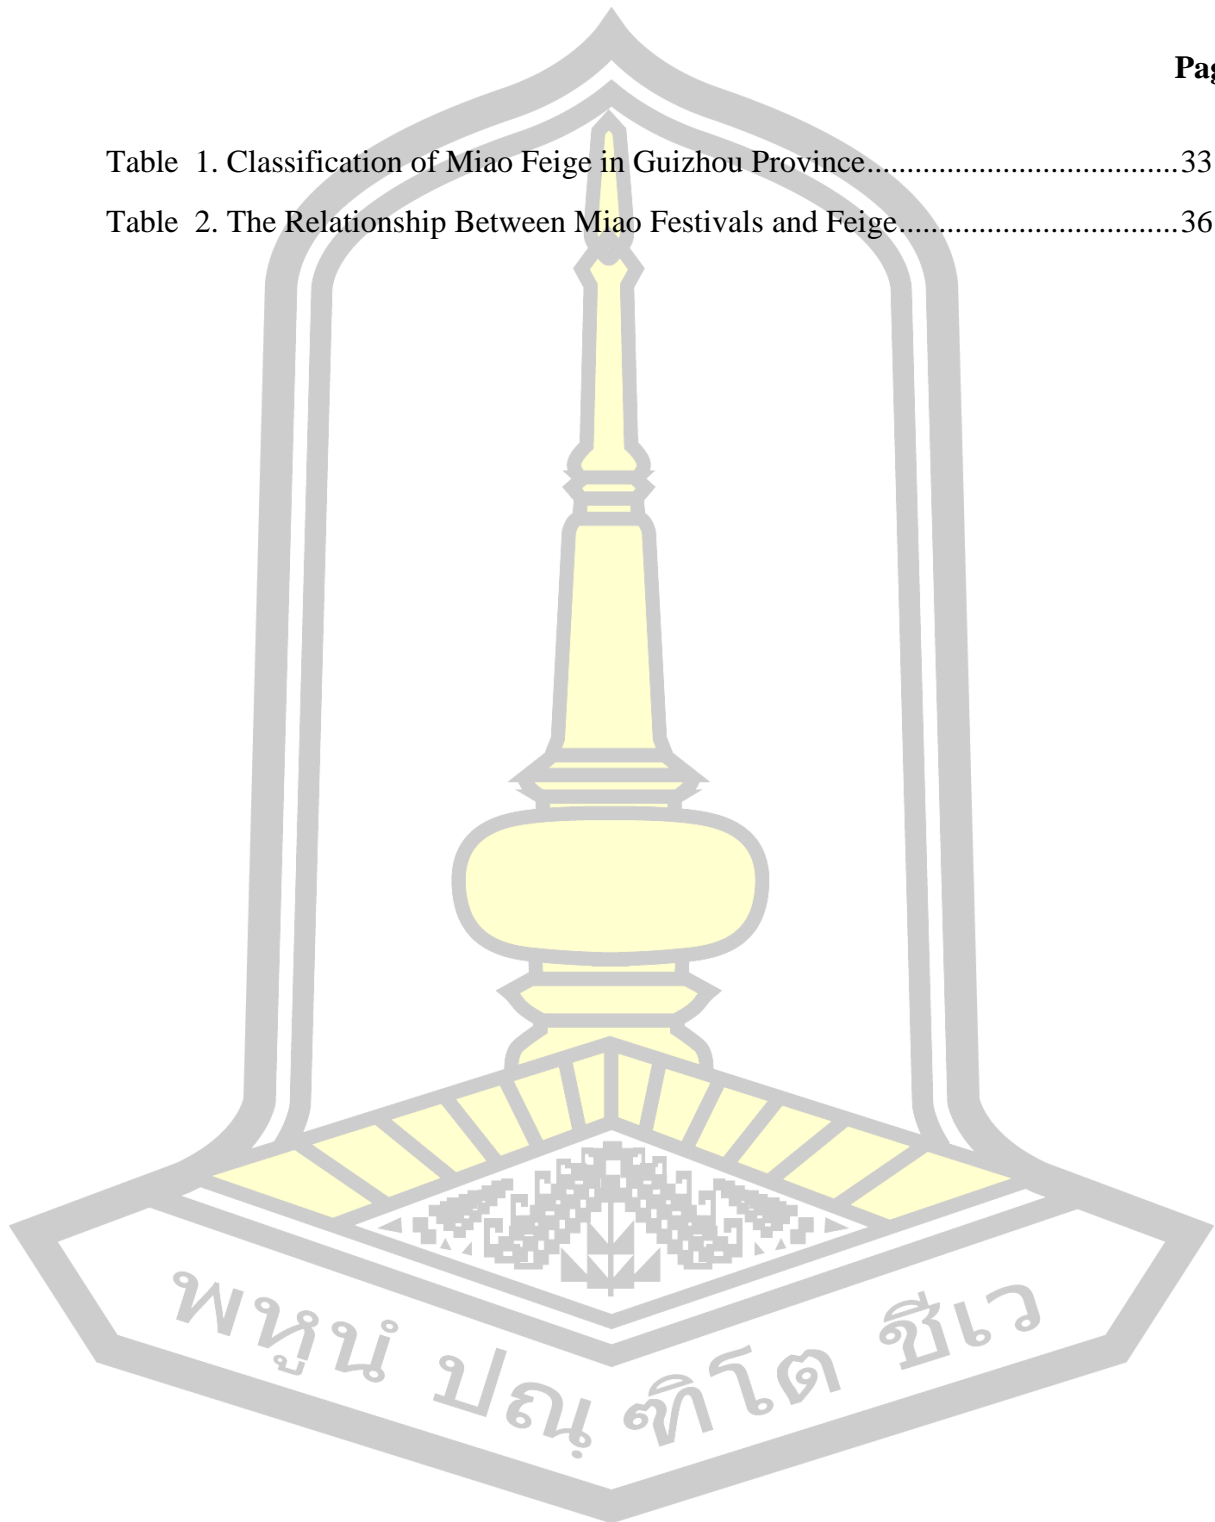 Pag
Table 1. Classification of Miao Feige in Guizhou Province..................................33
Table 2. The Relationship Between Miao Festivals and Feige..............................36
พหูนํ ปณฺฑิโต ชีเว